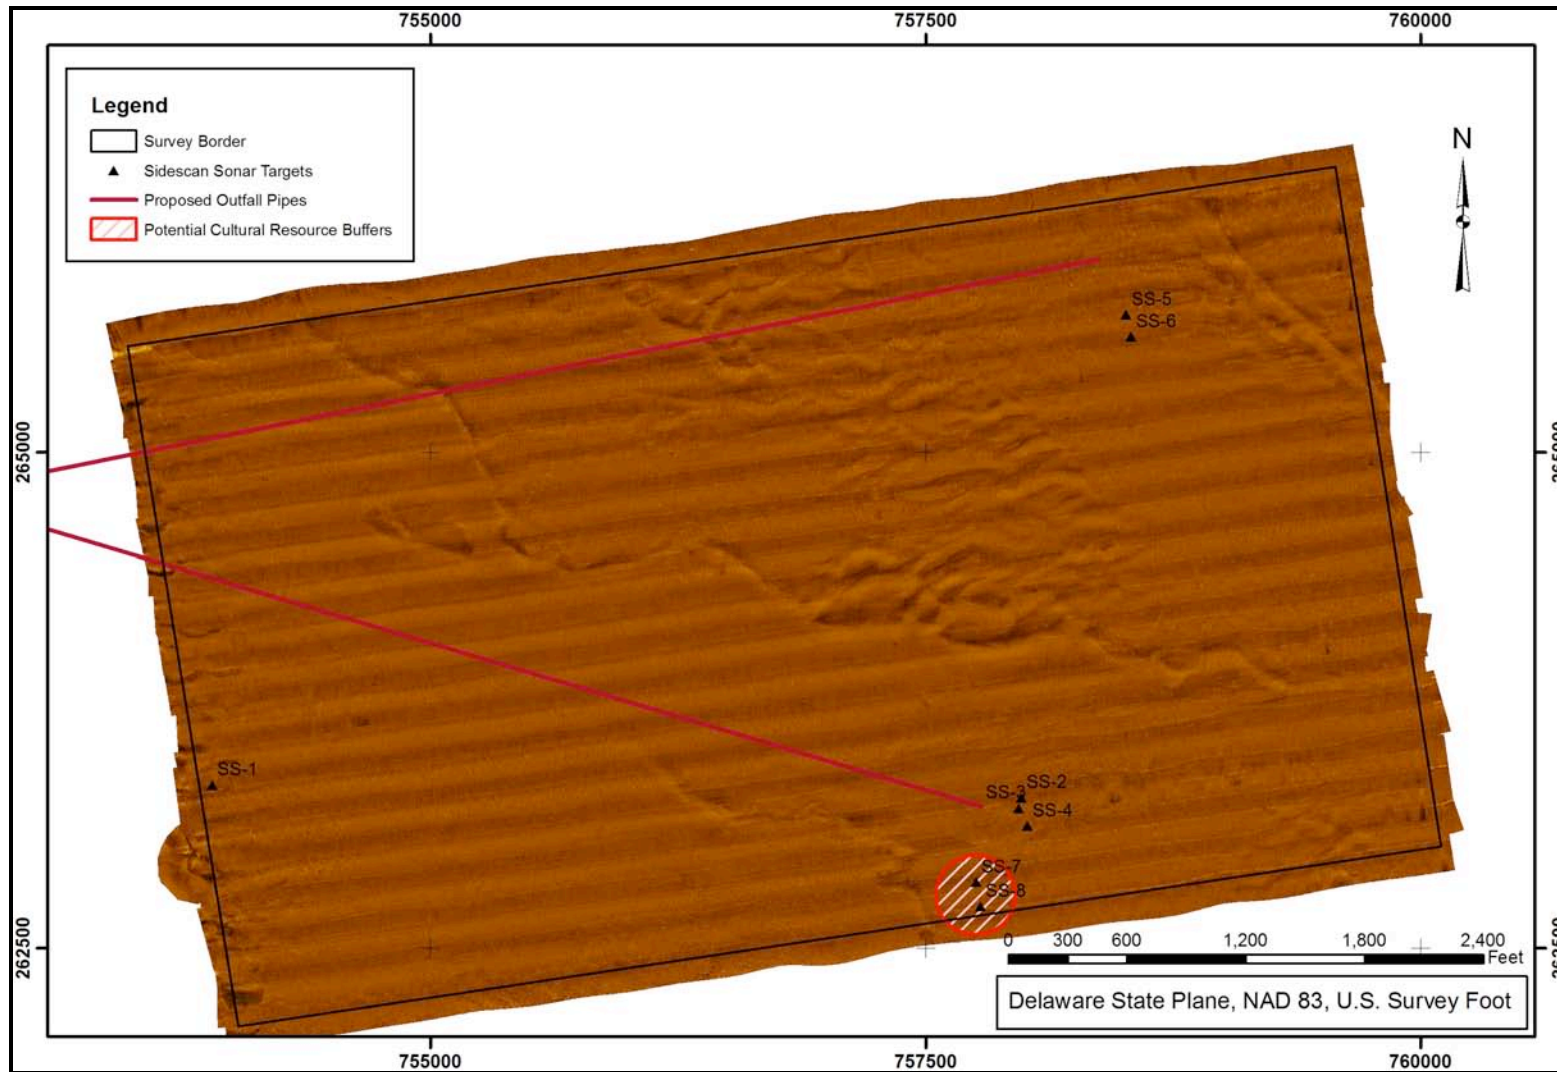 755000
757500
760000
Legend
Survey Border
Sidescan Sonar Targets
Proposed Outfall Pipes
Potential Cultural Resource Buffers
N
SS-5
SS-6
265000
265000
SS-1
SS-2
SS-3
SS-4
SS-7
SS-8
262500
262500
0 300 600 1,200 1,800 2,400
Feet
Delaware State Plane, NAD 83, U.S. Survey Foot
755000
757500
760000